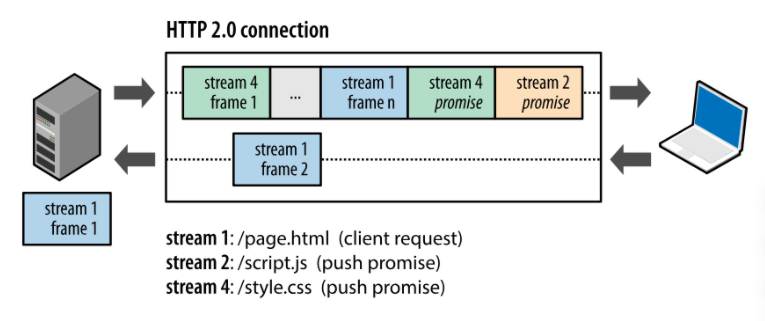 HTTP 2.0 connection
stream 4 frame 1
...
stream 1 frame n
stream 4 promise
stream 2 promise
stream 1 frame 2
stream 1 frame 1
stream 1: /page.html (client request)
stream 2: /script.js (push promise)
stream 4: /style.css (push promise)